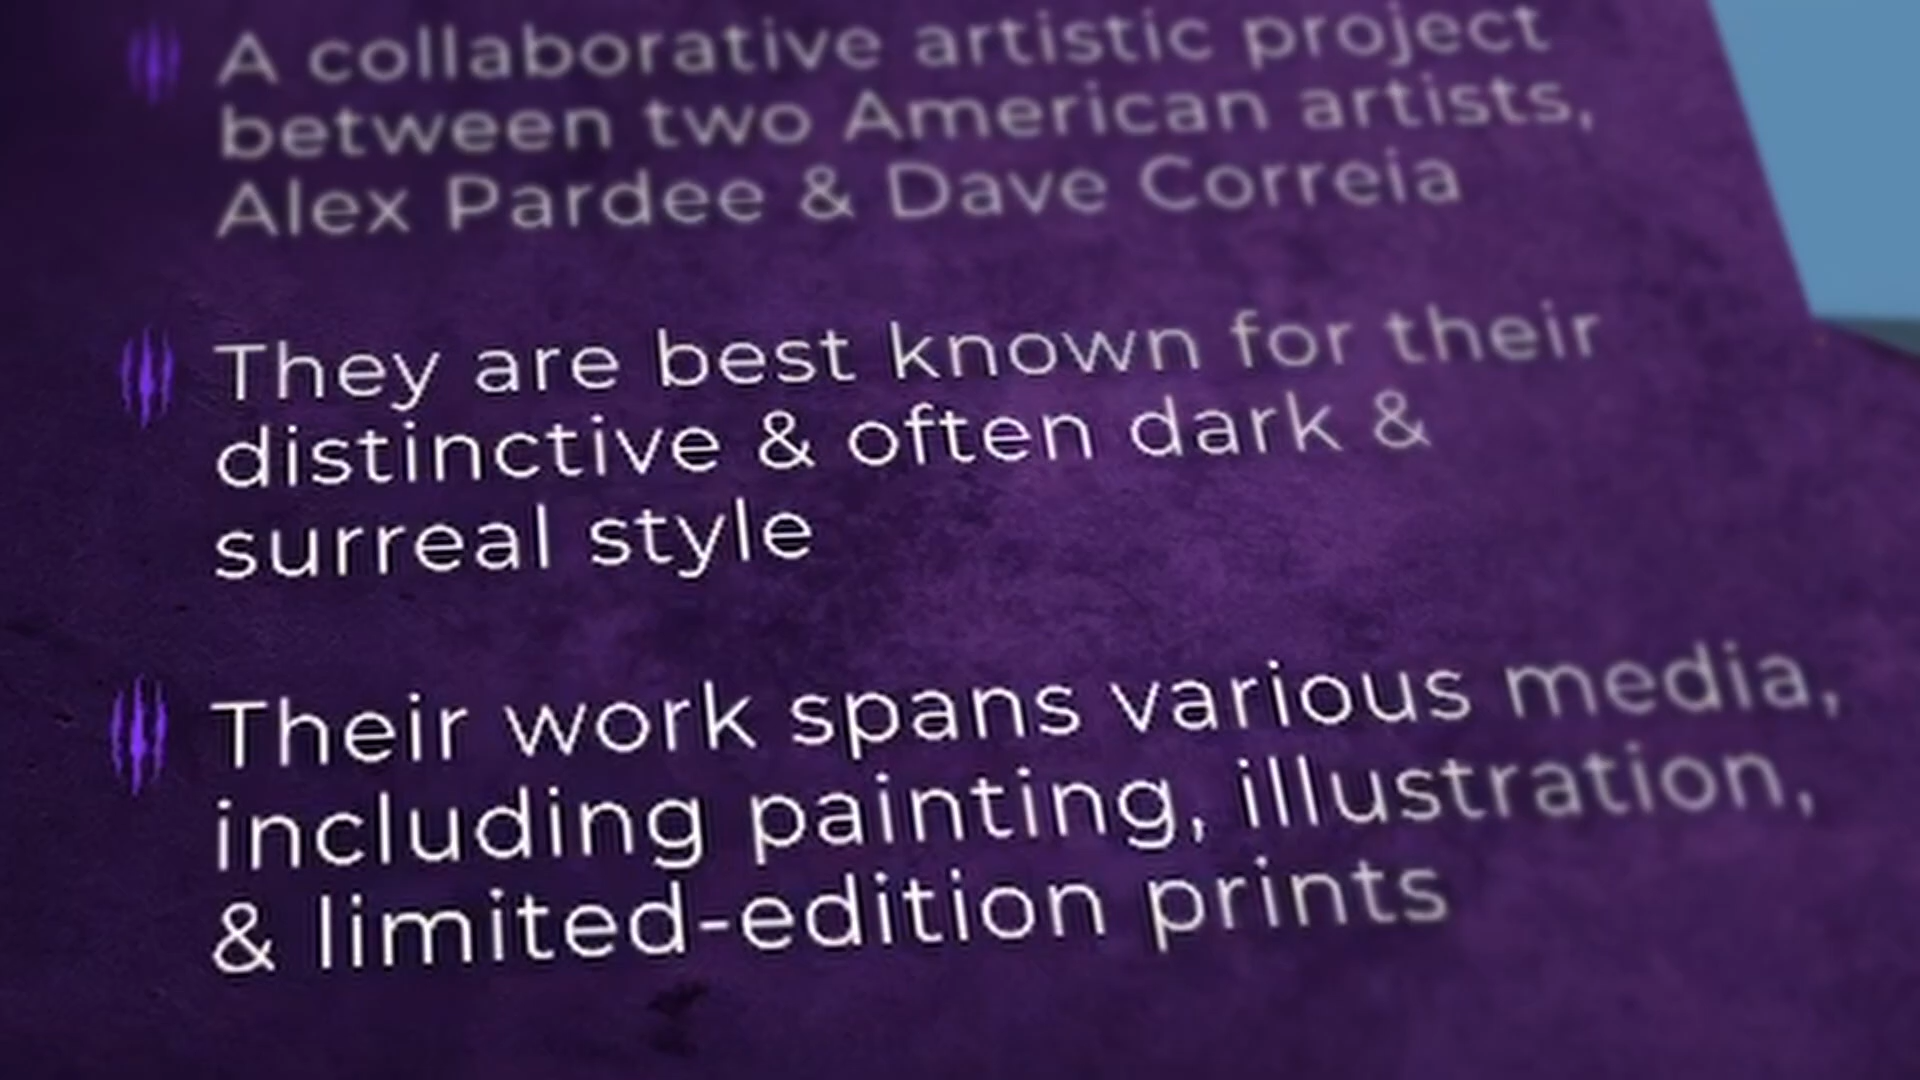 A collaborative artistic project
between two American artists,
Alex Pardee & Dave Correia
They are best known for their
distinctive & often dark &
surreal style
Their work spans various media,
including painting, illustration,
& limited-edition prints